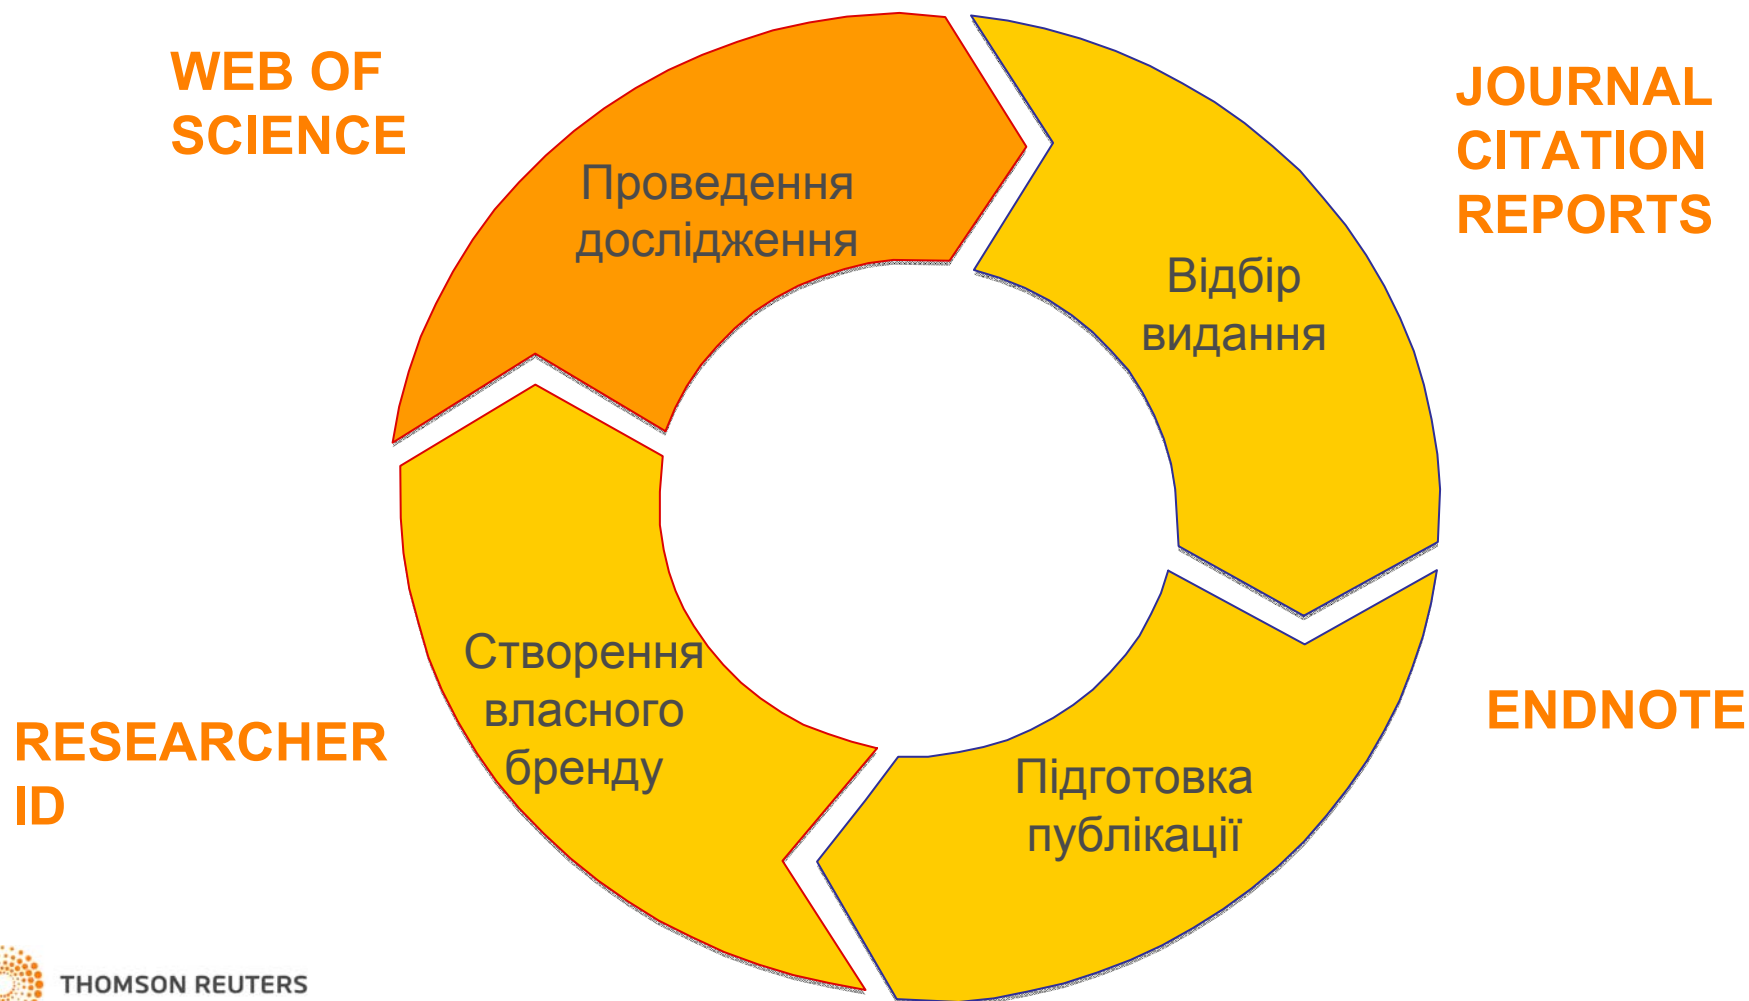 WEB OF
SCIENCE
Проведення
дослідження
JOURNAL
CITATION
REPORTS
Відбір
видання
ENDNOTE
Підготовка
публікації
Створення
власного
бренду
RESEARCHER
ID
THOMSON REUTERS